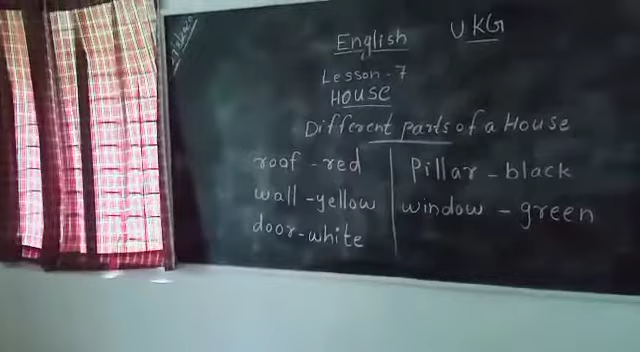 English UKG
Lesson-7
HOUSE
Different parts of a House
roof - red
wall - yellow
door - white
Pillar - black
window - green